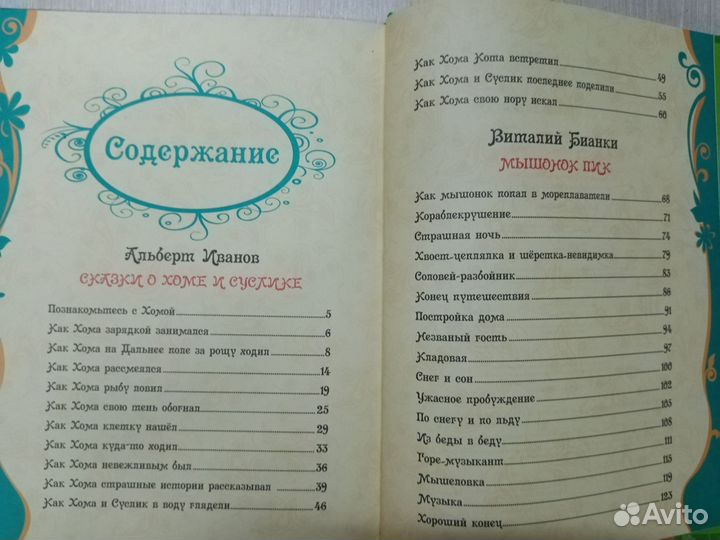 Содержание
Альберт Иванов
СКАЗКИ О ХОМЕ И СУСЛИКЕ
Познакомьтесь с Хомой 5
Как Хома зарядкой занимался 6
Как Хома на Дальнее поле за рощу ходил 8
Как Хома рассмеялся 14
Как Хома рыбу ловил 19
Как Хома свою тень обогнал 25
Как Хома клетку нашёл 29
Как Хома куда-то ходил 33
Как Хома невежливым был 36
Как Хома страшные истории рассказывал 39
Как Хома и Суслик в воду глядели 46
Как Хома Кота встретил 49
Как Хома и Суслик последнее поделили 55
Как Хома свою нору искал 60
Виталий Бианки
МЫШОНОК ПИК
Как мышонок попал в мореплаватели 68
Кораблекрушение 71
Страшная ночь 74
Хвост-цеплялка и шёрстка-невидимка 79
Соловей-разбойник 83
Конец путешествия 86
Постройка дома 91
Незваный гость 94
Кладовая 97
Снег и сон 100
Ужасное пробуждение 102
По снегу и по льду 105
Из беды в беду 108
Горе-музыкант 111
Мышеловка 115
Музыка 119
Хороший конец 123
Avito